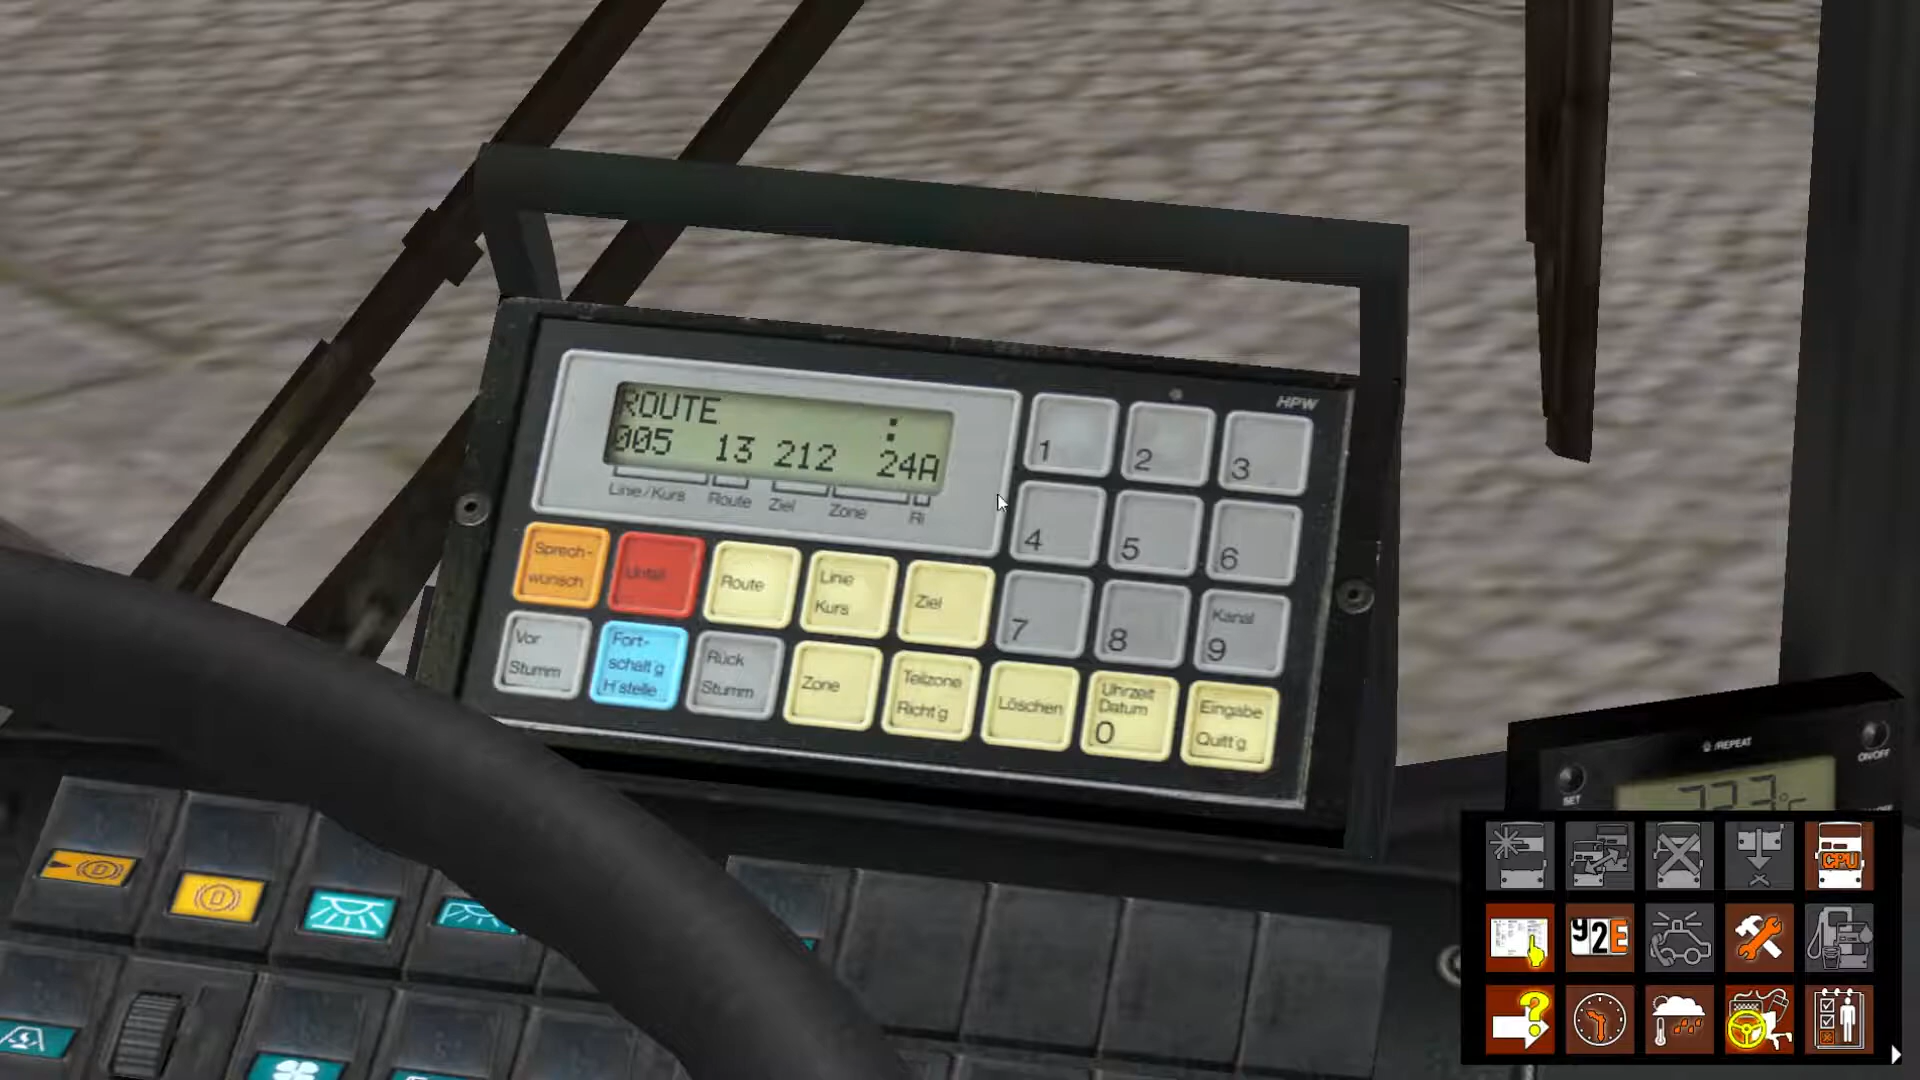 HPW
ROUTE :
005 13 212 24A
Linie/Kurs Route Ziel Zone Ri
1 2 3
4 5 6
7 8 Kanal 9
Sprech-
wunsch
Unfall
Route
Linie
Kurs
Ziel
Vor
Stumm
Fort-
schalt'g
H'stelle
Rück
Stumm
Zone
Teilzone
Richt'g
Löschen
Uhrzeit
Datum
0
Eingabe
Quitt'g
/REPEAT
ON/OFF
SET
CPU
92E
?